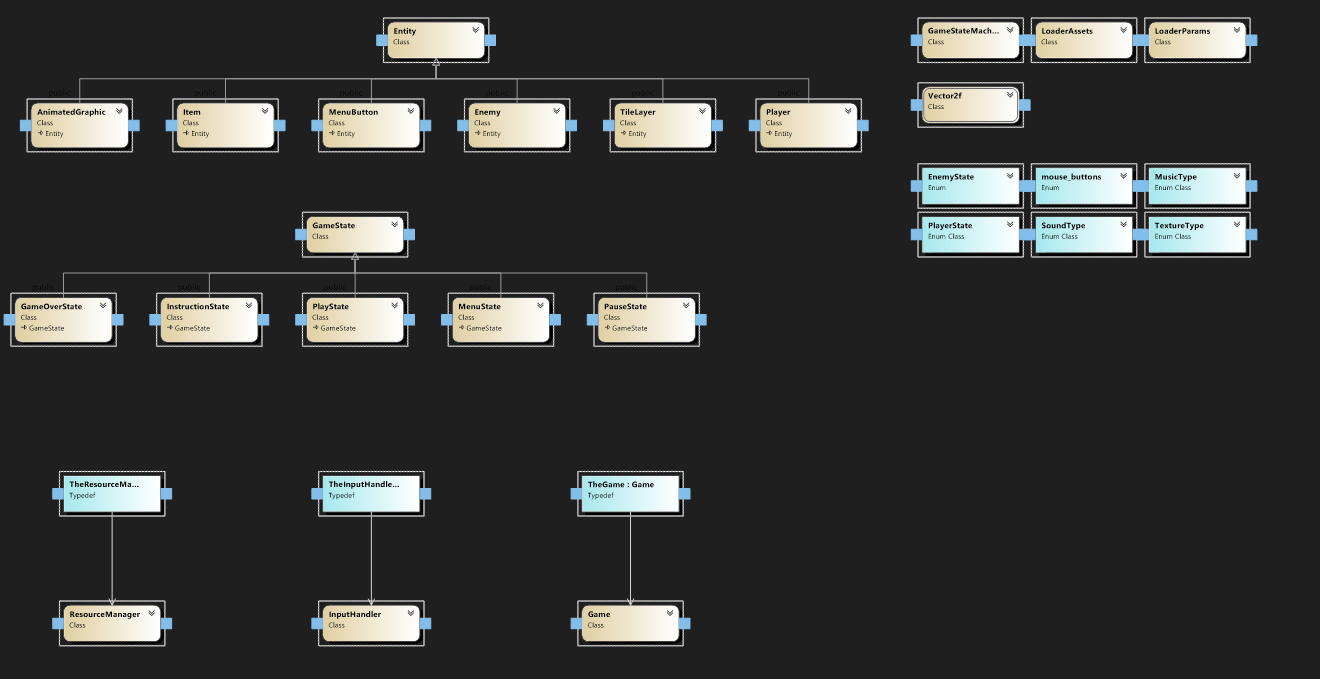 Entity
Class
GameStateMach...
Class
LoaderAssets
Class
LoaderParams
Class
public
public
public
public
public
public
Vector2f
Class
AnimatedGraphic
Class
Entity
Item
Class
Entity
MenuButton
Class
Entity
Enemy
Class
Entity
TileLayer
Class
Entity
Player
Class
Entity
EnemyState
Enum
mouse_buttons
Enum
MusicType
Enum Class
PlayerState
Enum Class
SoundType
Enum Class
TextureType
Enum Class
GameState
Class
public
public
public
public
public
GameOverState
Class
GameState
InstructionState
Class
GameState
PlayState
Class
GameState
MenuState
Class
GameState
PauseState
Class
GameState
TheResourceMa...
Typedef
TheInputHandle...
Typedef
TheGame : Game
Typedef
ResourceManager
Class
InputHandler
Class
Game
Class